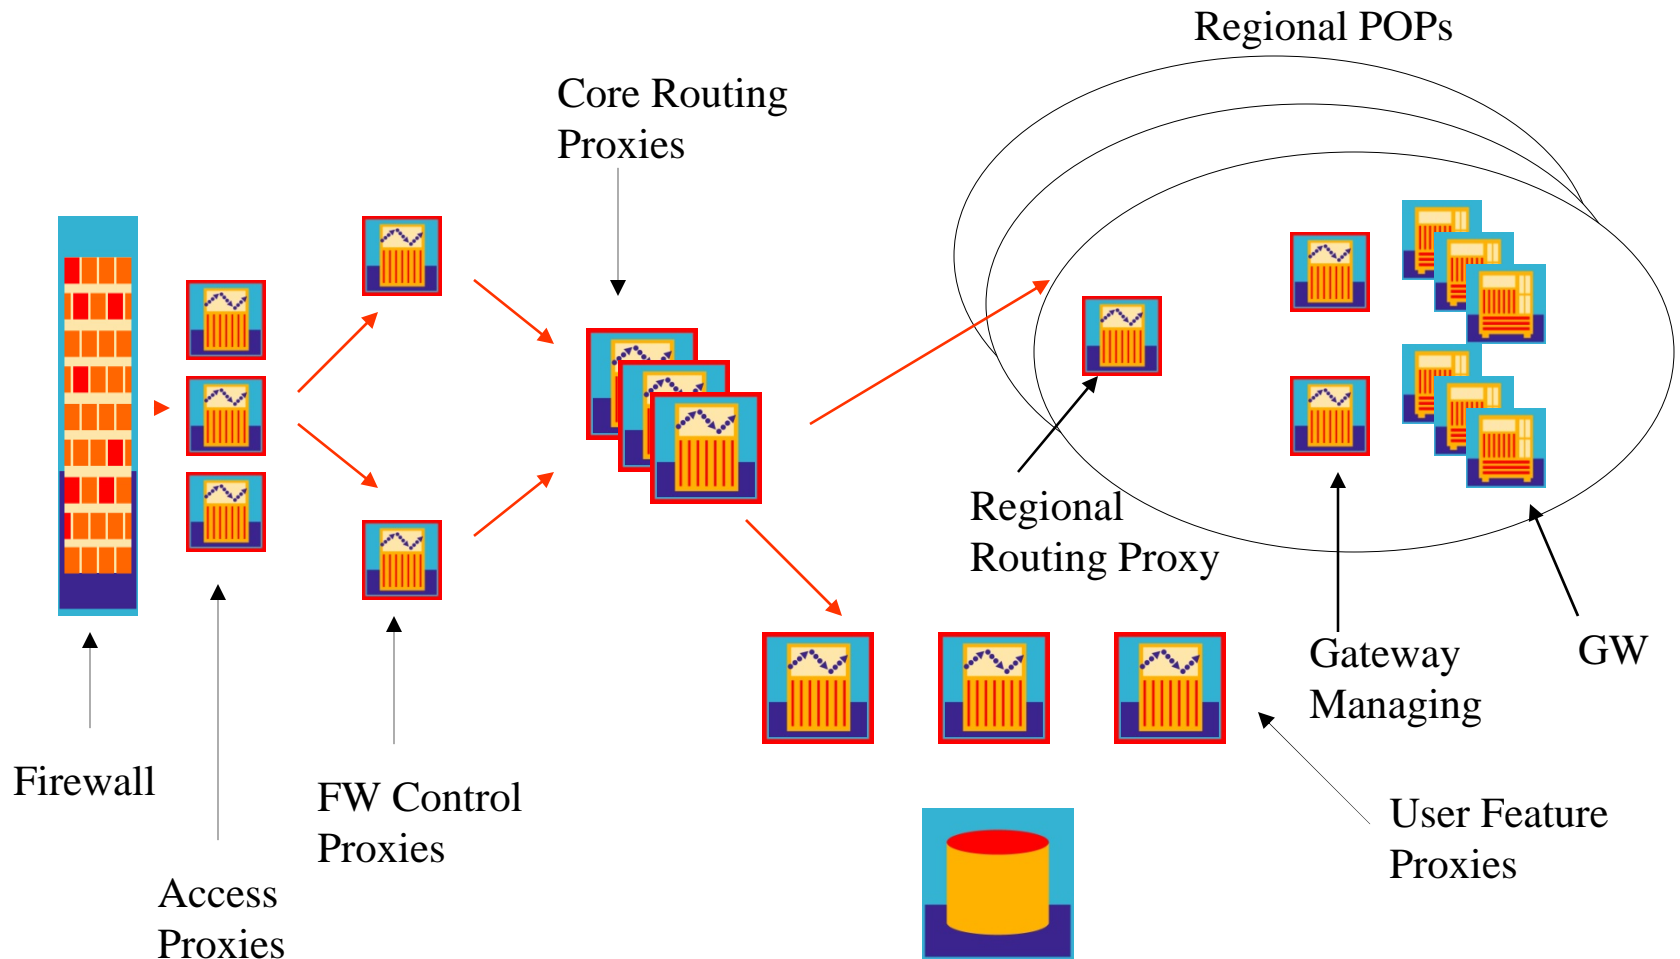 Regional POPs
Core Routing
Proxies
Regional
Routing Proxy
Gateway
Managing
GW
Firewall
FW Control
Proxies
User Feature
Proxies
Access
Proxies